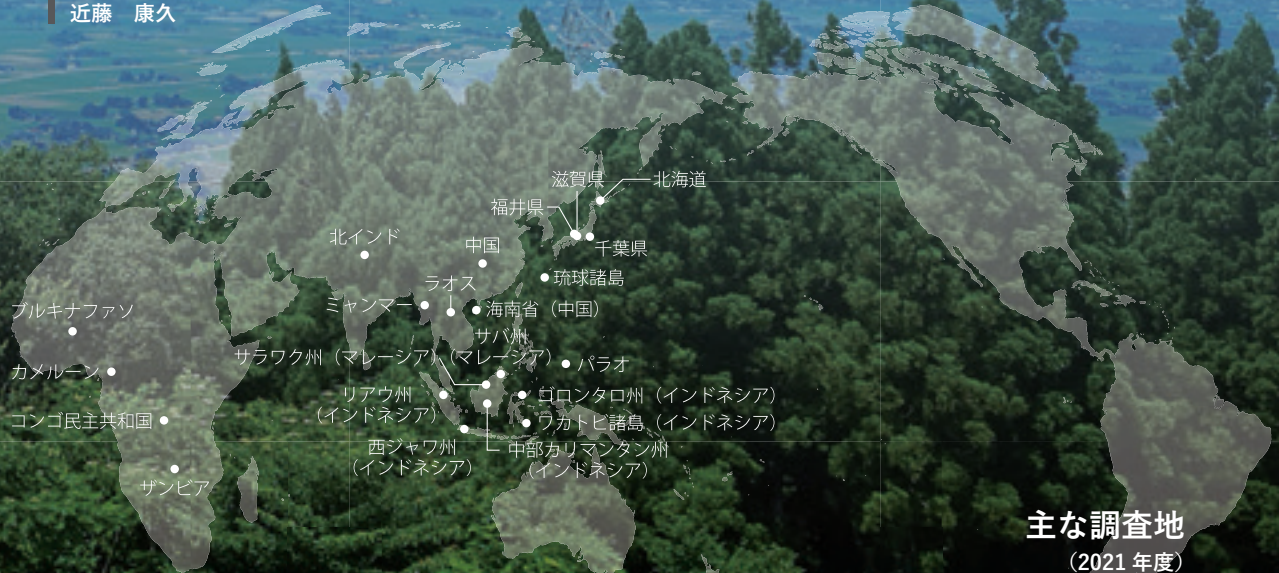 近藤　康久
滋賀県
北海道
福井県
千葉県
北インド
中国
ラオス
琉球諸島
ミャンマー
海南省（中国）
ブルキナファソ
サバ州
（マレーシア）
サラワク州（マレーシア）
パラオ
カメルーン
リアウ州
（インドネシア）
ゴロンタロ州（インドネシア）
コンゴ民主共和国
ワカトビ諸島（インドネシア）
西ジャワ州
（インドネシア）
中部カリマンタン州
（インドネシア）
ザンビア
主な調査地
（2021 年度）